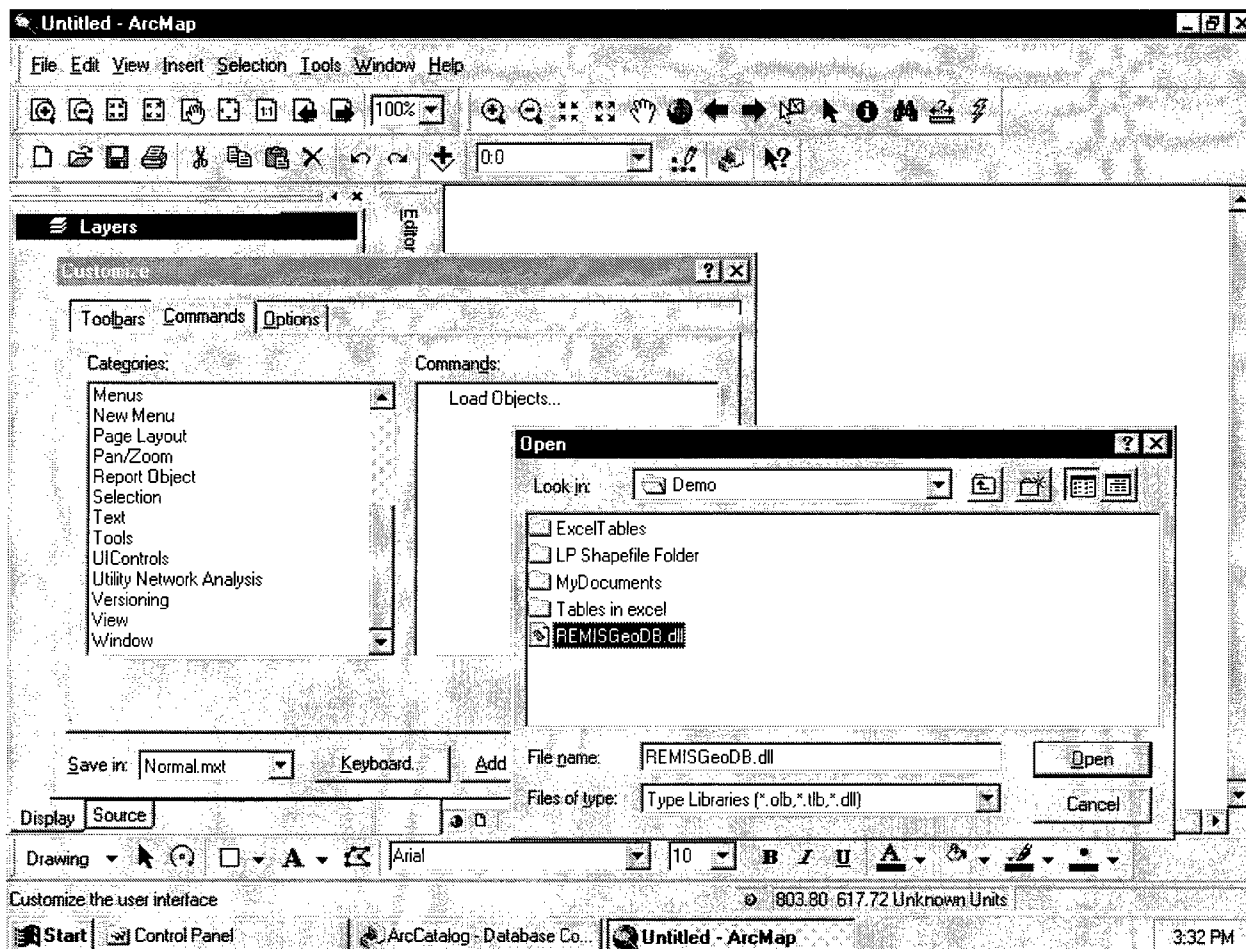 Untitled - ArcMap
File Edit View Insert Selection Tools Window Help
1:1 100%
0:0
Layers
Editor
Customize
Toolbars Commands Options
Categories:
Menus
New Menu
Page Layout
Pan/Zoom
Report Object
Selection
Text
Tools
UIControls
Utility Network Analysis
Versioning
View
Window
Commands:
Load Objects...
Save in: Normal.mxt Keyboard... Add
Open
Look in: Demo
ExcelTables
LP Shapefile Folder
MyDocuments
Tables in excel
REMISGeoDB.dll
File name: REMISGeoDB.dll Open
Files of type: Type Libraries (*.olb,*.tlb,*.dll) Cancel
Display Source
Drawing A Arial 10 B I U A
Customize the user interface 803.80 617.72 Unknown Units
Start Control Panel ArcCatalog - Database Co... Untitled - ArcMap 3:32 PM